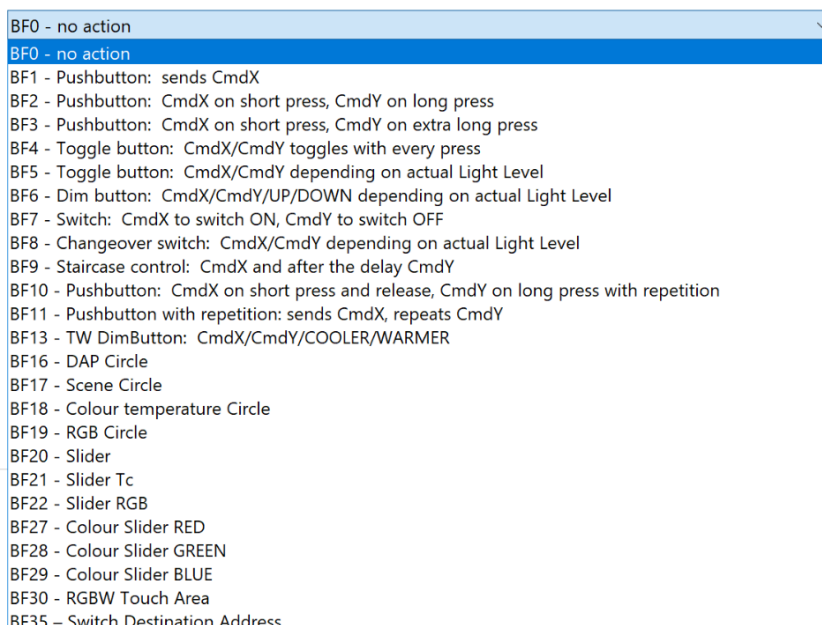 BF0 - no action
BF0 - no action
BF1 - Pushbutton:  sends CmdX
BF2 - Pushbutton:  CmdX on short press, CmdY on long press
BF3 - Pushbutton:  CmdX on short press, CmdY on extra long press
BF4 - Toggle button:  CmdX/CmdY toggles with every press
BF5 - Toggle button:  CmdX/CmdY depending on actual Light Level
BF6 - Dim button:  CmdX/CmdY/UP/DOWN depending on actual Light Level
BF7 - Switch:  CmdX to switch ON, CmdY to switch OFF
BF8 - Changeover switch:  CmdX/CmdY depending on actual Light Level
BF9 - Staircase control:  CmdX and after the delay CmdY
BF10 - Pushbutton:  CmdX on short press and release, CmdY on long press with repetition
BF11 - Pushbutton with repetition: sends CmdX, repeats CmdY
BF13 - TW DimButton:  CmdX/CmdY/COOLER/WARMER
BF16 - DAP Circle
BF17 - Scene Circle
BF18 - Colour temperature Circle
BF19 - RGB Circle
BF20 - Slider
BF21 - Slider Tc
BF22 - Slider RGB
BF27 - Colour Slider RED
BF28 - Colour Slider GREEN
BF29 - Colour Slider BLUE
BF30 - RGBW Touch Area
BF35 – Switch Destination Address